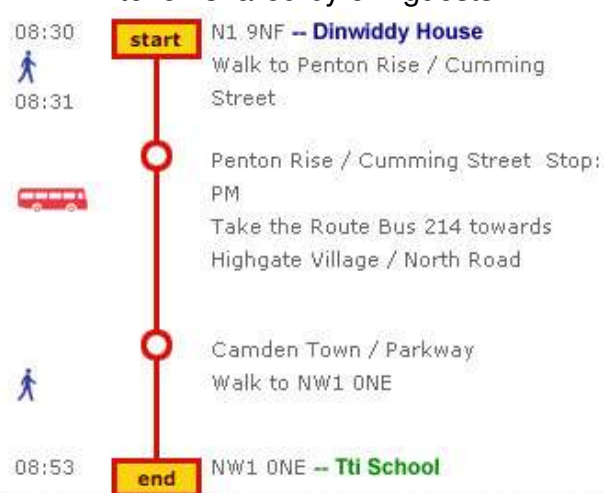 08:30 start N1 9NF -- Dinwiddy House
Walk to Penton Rise / Cumming
08:31 Street
Penton Rise / Cumming Street Stop:
PM
Take the Route Bus 214 towards
Highgate Village / North Road
Camden Town / Parkway
Walk to NW1 0NE
08:53 end NW1 0NE -- Tti School